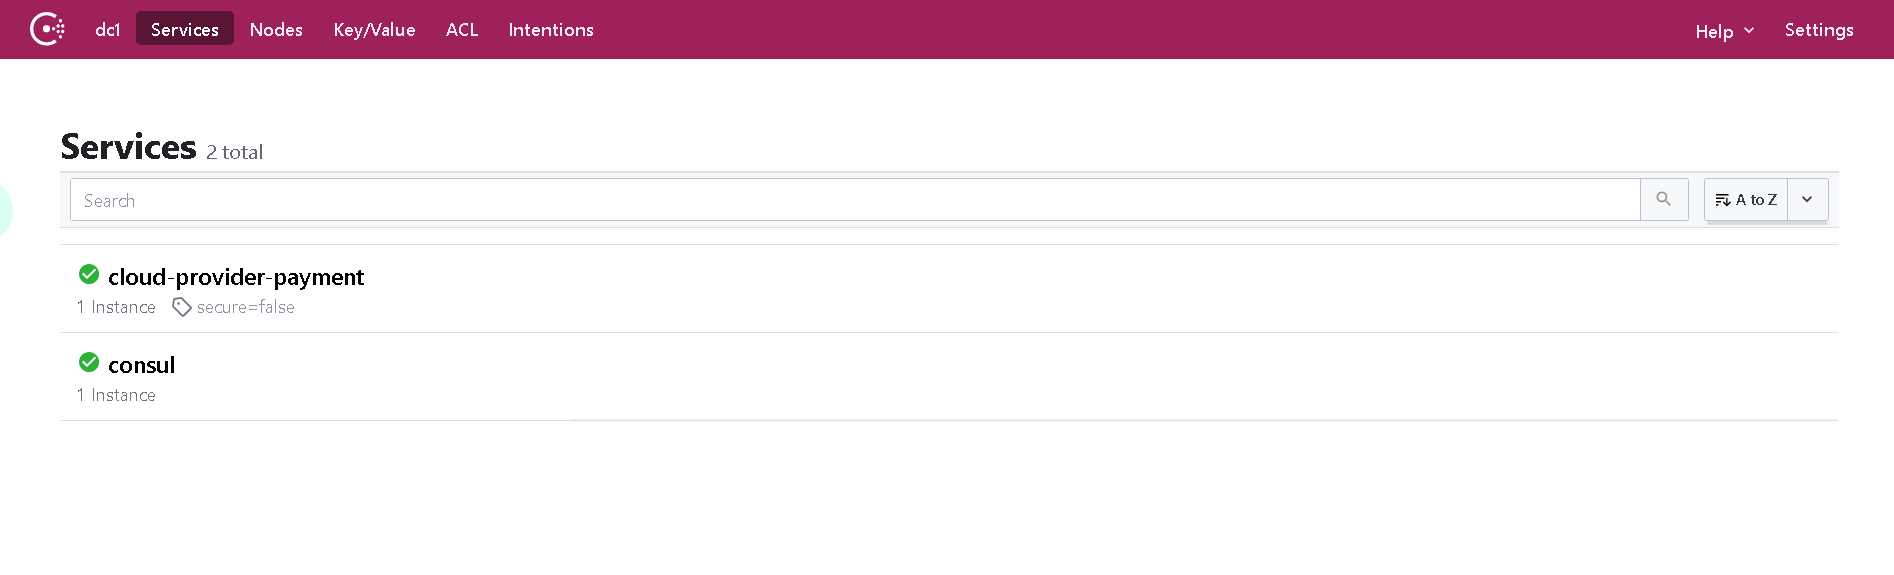 dc1 Services Nodes Key/Value ACL Intentions Help Settings
Services 2 total
Search A to Z
cloud-provider-payment
1 Instance secure=false
consul
1 Instance